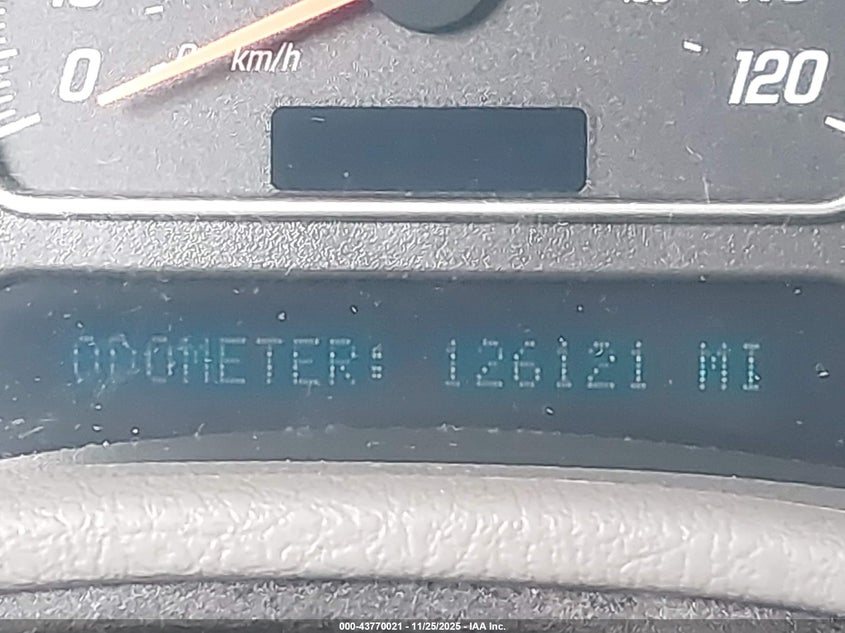 0
km/h
120
ODOMETER: 126121 MI
000-43770021 - 11/25/2025 - IAA Inc.